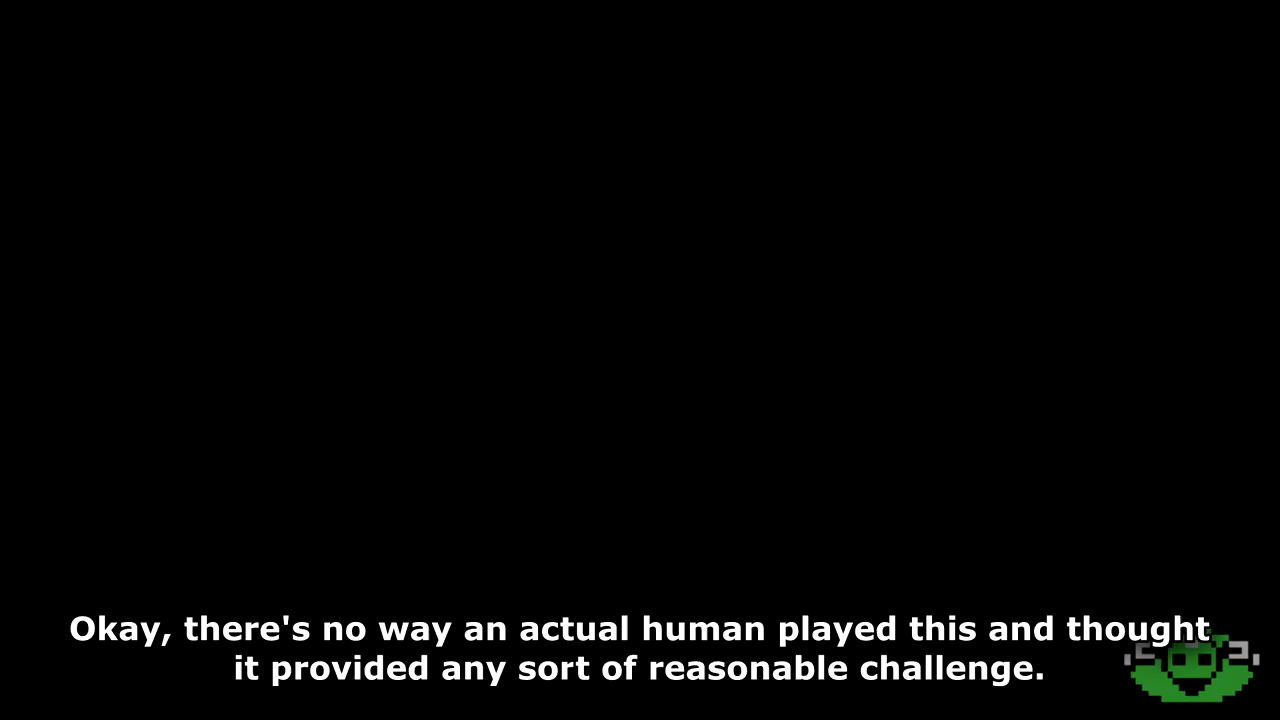 Okay, there's no way an actual human played this and thought
it provided any sort of reasonable challenge.